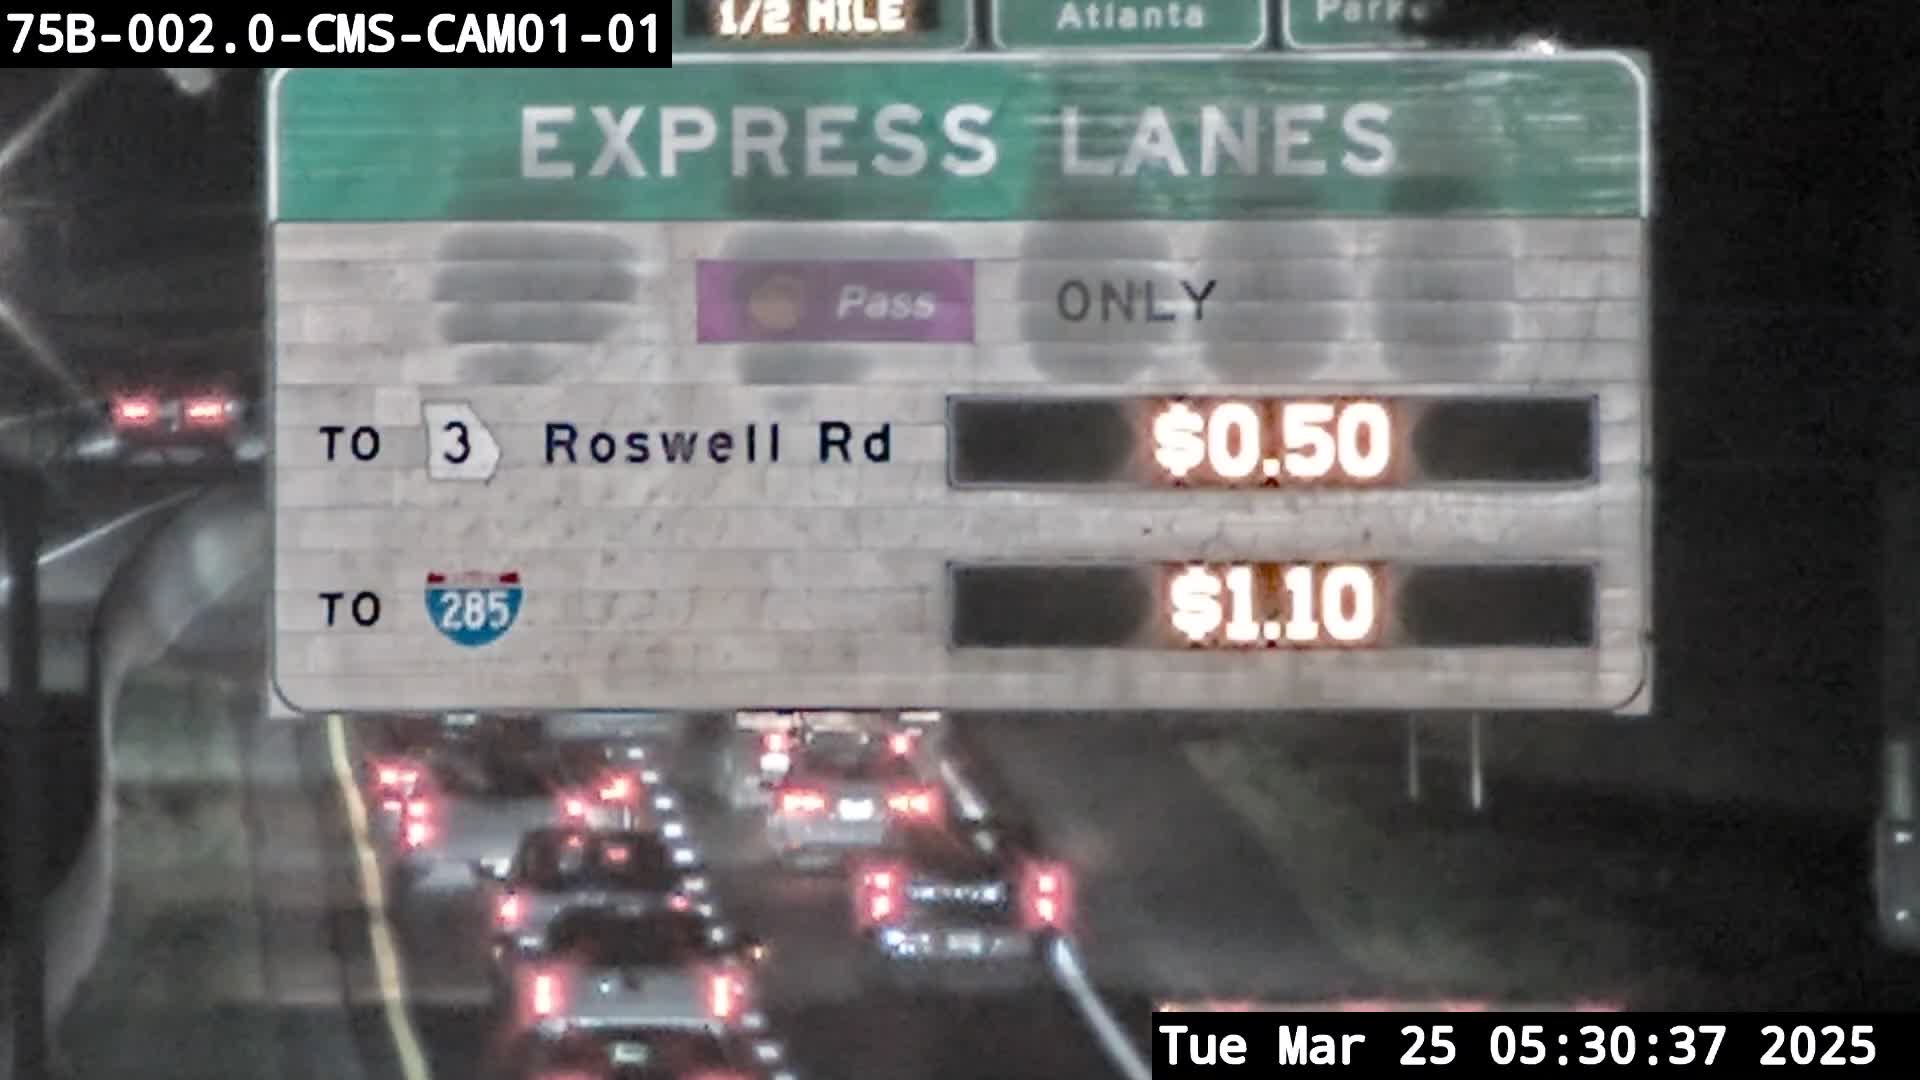 75B-002.0-CMS-CAM01-01
1/2 MILE
Atlanta
EXPRESS LANES
Pass ONLY
TO 3 Roswell Rd $0.50
TO 285 $1.10
Tue Mar 25 05:30:37 2025